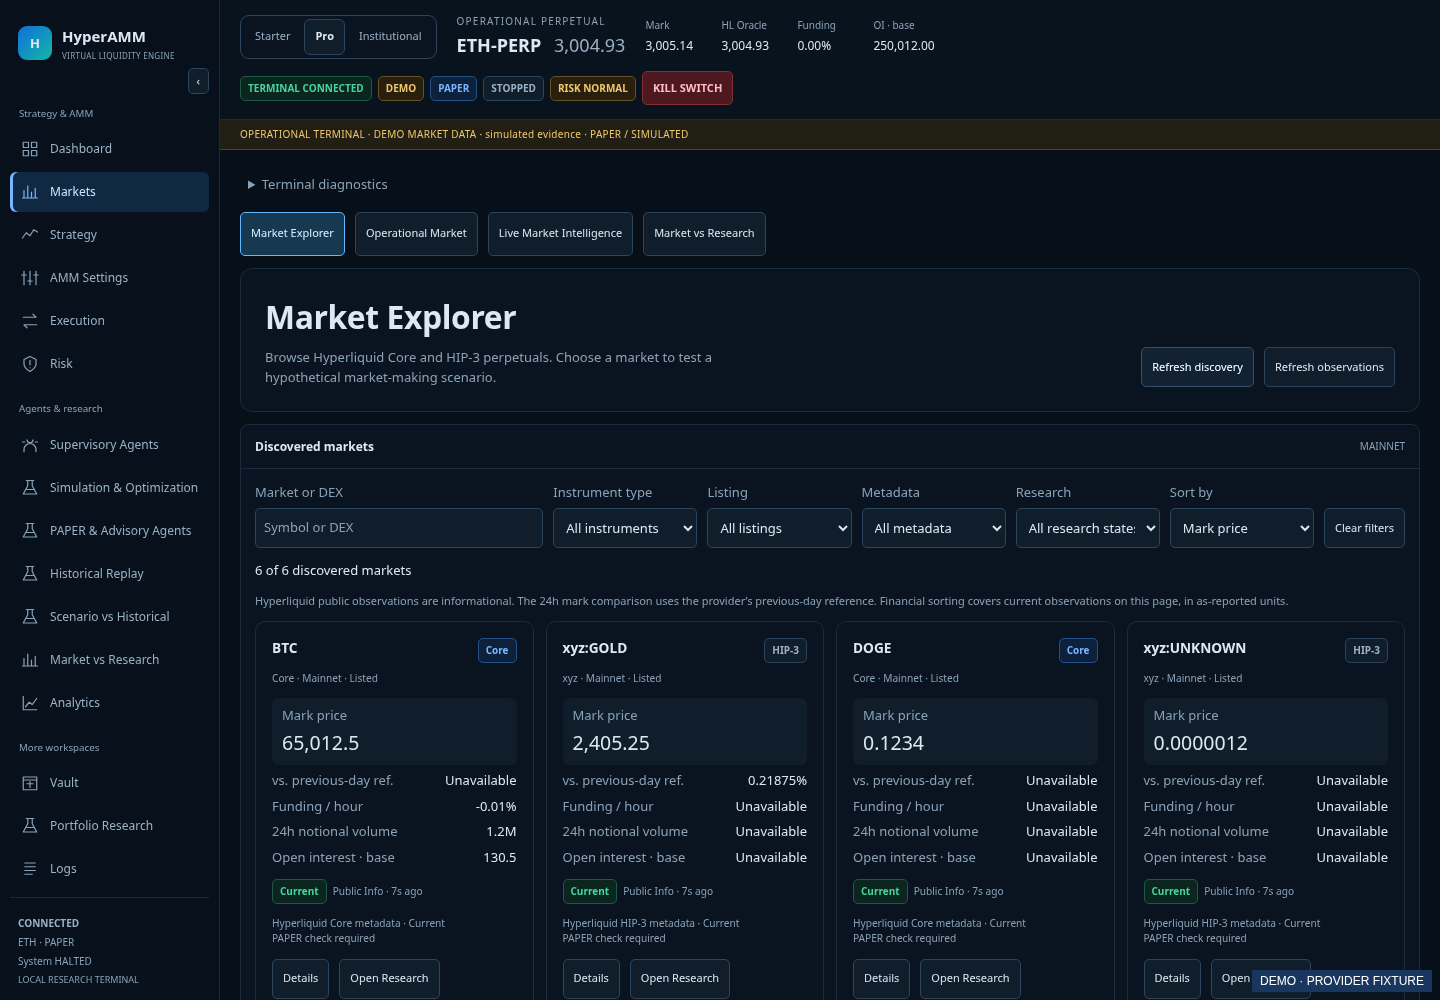 H
HyperAMM
VIRTUAL LIQUIDITY ENGINE
‹
Strategy & AMM
Dashboard
Markets
Strategy
AMM Settings
Execution
Risk
Agents & research
Supervisory Agents
Simulation & Optimization
PAPER & Advisory Agents
Historical Replay
Scenario vs Historical
Market vs Research
Analytics
More workspaces
Vault
Portfolio Research
Logs
CONNECTED
ETH · PAPER
System HALTED
LOCAL RESEARCH TERMINAL
Starter Pro Institutional
OPERATIONAL PERPETUAL
ETH-PERP 3,004.93
Mark HL Oracle Funding OI · base
3,005.14 3,004.93 0.00% 250,012.00
TERMINAL CONNECTED DEMO PAPER STOPPED RISK NORMAL KILL SWITCH
OPERATIONAL TERMINAL · DEMO MARKET DATA · simulated evidence · PAPER / SIMULATED
Terminal diagnostics
Market Explorer Operational Market Live Market Intelligence Market vs Research
Market Explorer
Browse Hyperliquid Core and HIP-3 perpetuals. Choose a market to test a
hypothetical market-making scenario.
Refresh discovery Refresh observations
Discovered markets MAINNET
Market or DEX Instrument type Listing Metadata Research Sort by
Symbol or DEX All instruments All listings All metadata All research states Mark price Clear filters
6 of 6 discovered markets
Hyperliquid public observations are informational. The 24h mark comparison uses the provider's previous-day reference. Financial sorting covers current observations on this page, in as-reported units.
BTC Core
Core · Mainnet · Listed
Mark price
65,012.5
vs. previous-day ref. Unavailable
Funding / hour -0.01%
24h notional volume 1.2M
Open interest · base 130.5
Current Public Info · 7s ago
Hyperliquid Core metadata · Current
PAPER check required
Details Open Research
xyz:GOLD HIP-3
xyz · Mainnet · Listed
Mark price
2,405.25
vs. previous-day ref. 0.21875%
Funding / hour Unavailable
24h notional volume Unavailable
Open interest · base Unavailable
Current Public Info · 7s ago
Hyperliquid HIP-3 metadata · Current
PAPER check required
Details Open Research
DOGE Core
Core · Mainnet · Listed
Mark price
0.1234
vs. previous-day ref. Unavailable
Funding / hour Unavailable
24h notional volume Unavailable
Open interest · base Unavailable
Current Public Info · 7s ago
Hyperliquid Core metadata · Current
PAPER check required
Details Open Research
xyz:UNKNOWN HIP-3
xyz · Mainnet · Listed
Mark price
0.0000012
vs. previous-day ref. Unavailable
Funding / hour Unavailable
24h notional volume Unavailable
Open interest · base Unavailable
Current Public Info · 7s ago
Hyperliquid HIP-3 metadata · Current
PAPER check required
Details Open
DEMO · PROVIDER FIXTURE